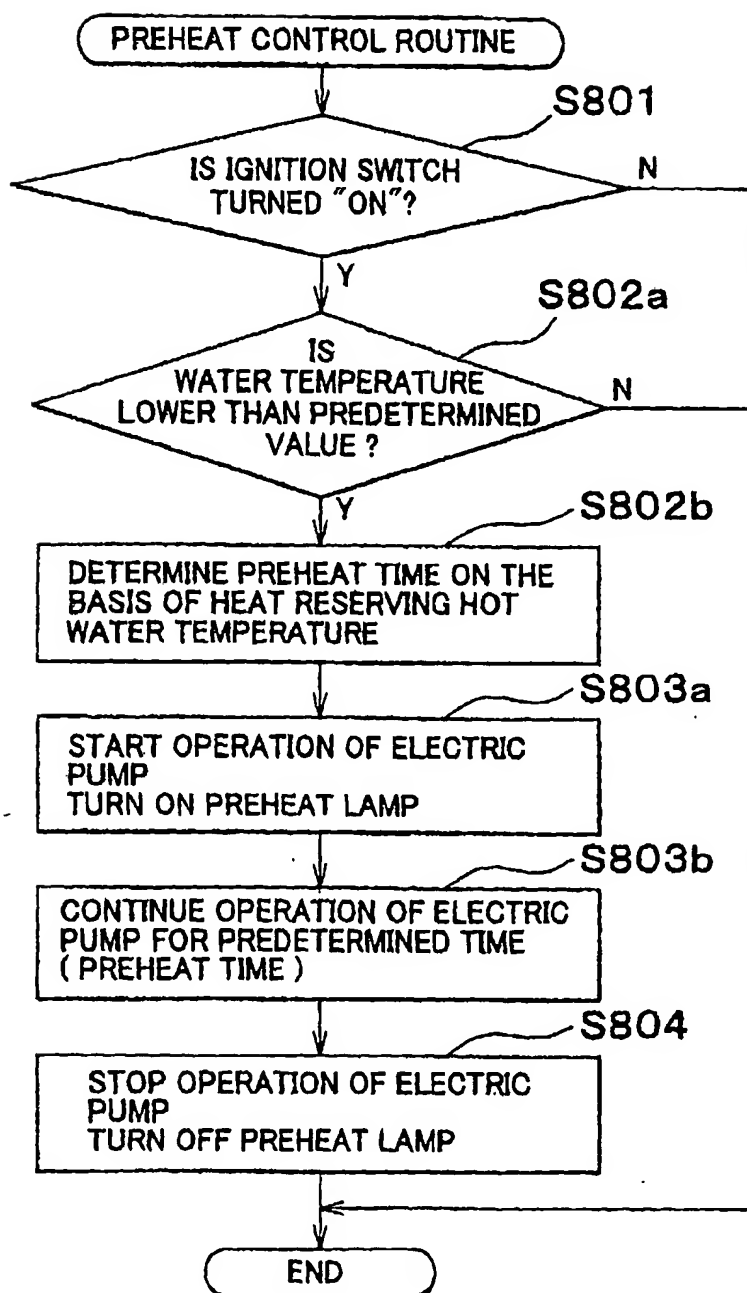 PREHEAT CONTROL ROUTINE
S801
IS IGNITION SWITCH
TURNED "ON"?
N
Y
S802a
IS
WATER TEMPERATURE
LOWER THAN PREDETERMINED
VALUE ?
N
Y
S802b
DETERMINE PREHEAT TIME ON THE
BASIS OF HEAT RESERVING HOT
WATER TEMPERATURE
S803a
START OPERATION OF ELECTRIC
PUMP
TURN ON PREHEAT LAMP
S803b
CONTINUE OPERATION OF ELECTRIC
PUMP FOR PREDETERMINED TIME
( PREHEAT TIME )
S804
STOP OPERATION OF ELECTRIC
PUMP
TURN OFF PREHEAT LAMP
END